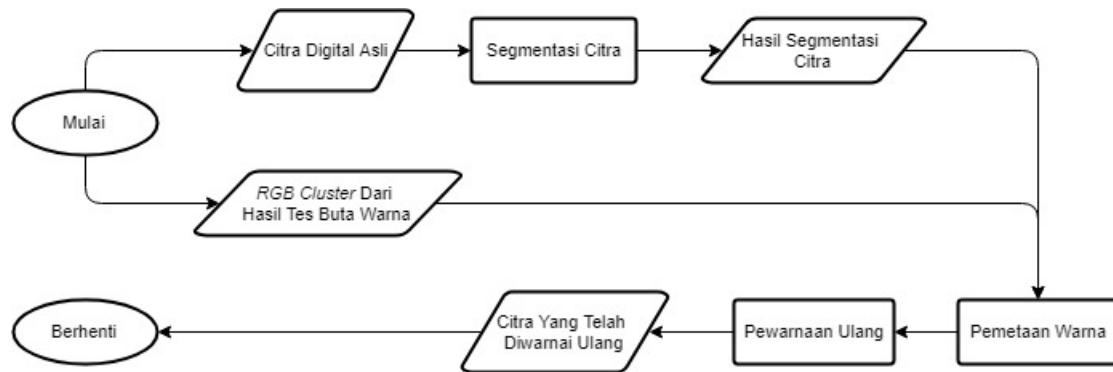 Citra Digital Asli
Segmentasi Citra
Hasil Segmentasi
Citra
Mulai
RGB Cluster Dari
Hasil Tes Buta Warna
Berhenti
Citra Yang Telah
Diwarnai Ulang
Pewarnaan Ulang
Pemetaan Warna